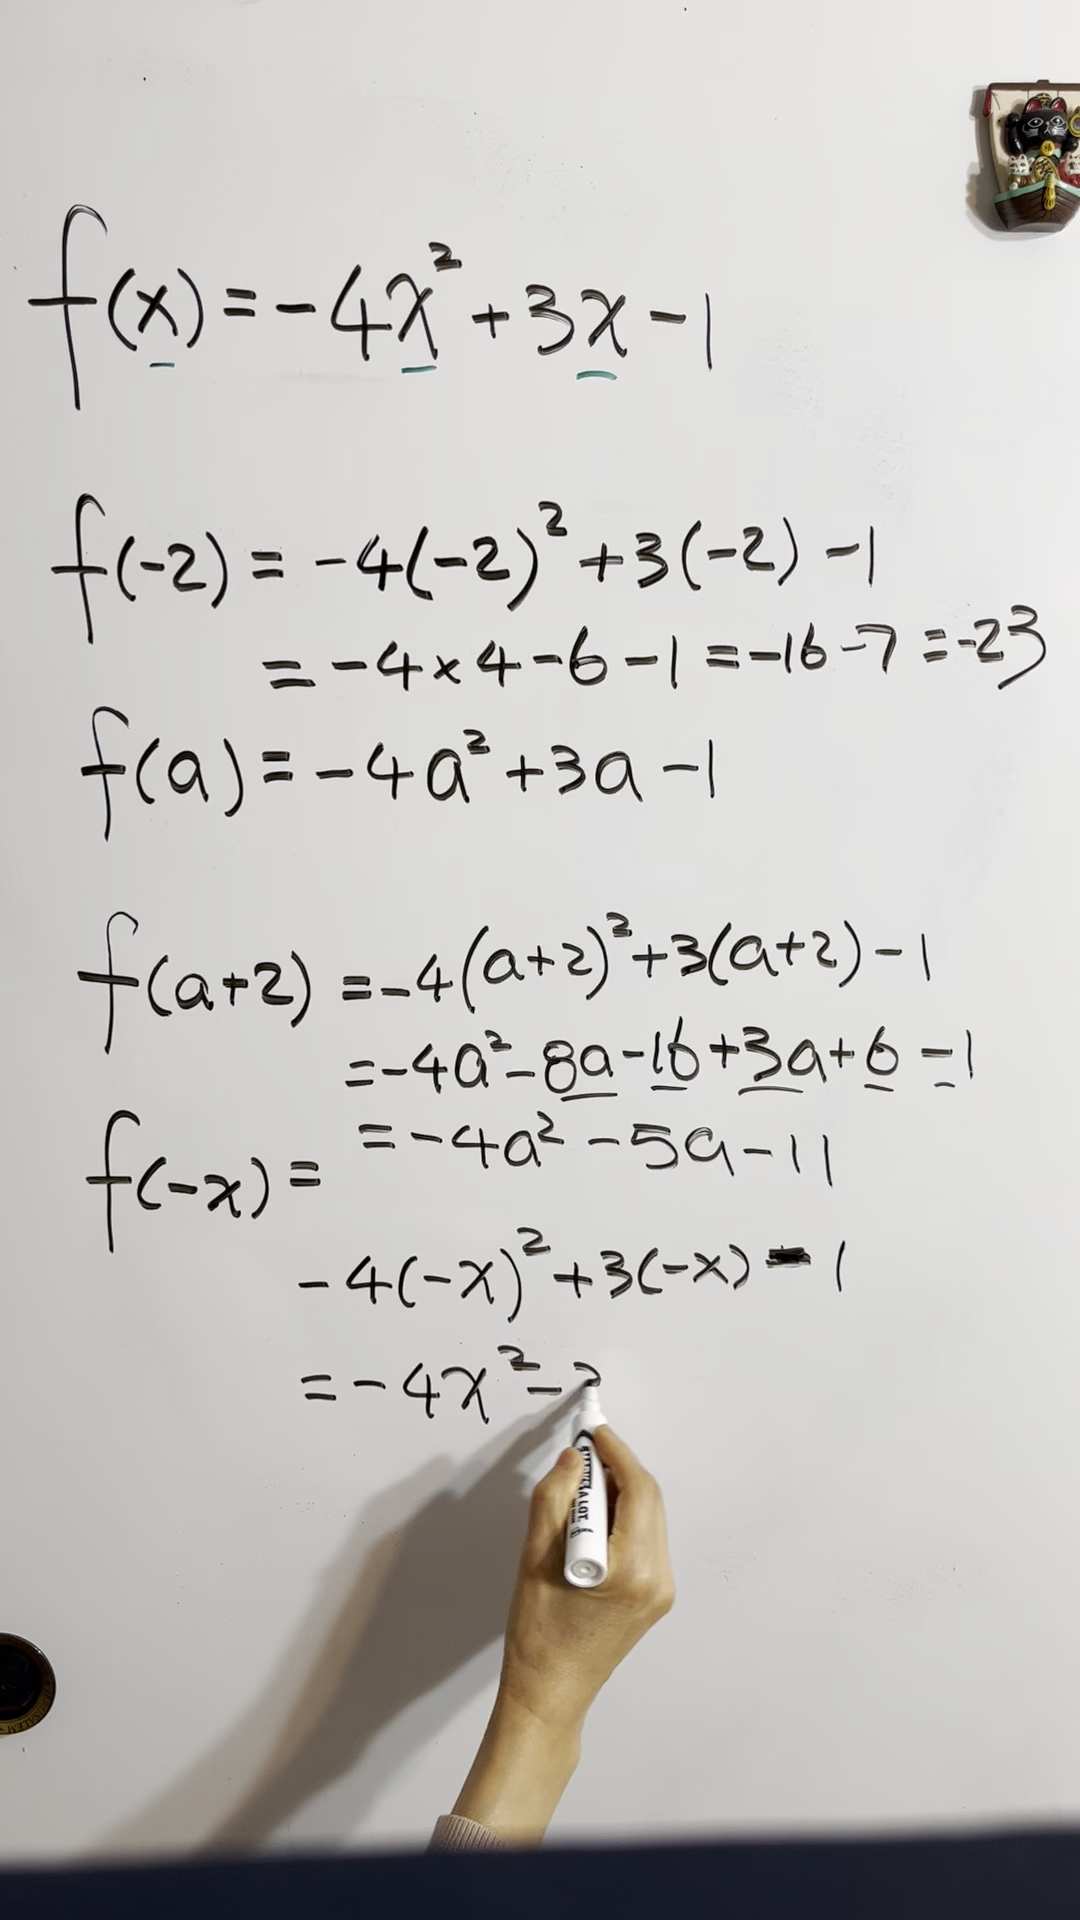 f(x) = -4x² + 3x - 1
f(-2) = -4(-2)² + 3(-2) - 1
= -4 × 4 - 6 - 1 = -16 - 7 = -23
f(a) = -4a² + 3a - 1
f(a+2) = -4(a+2)² + 3(a+2) - 1
= -4a² - 8a - 16 + 3a + 6 - 1
= -4a² - 5a - 11
f(-x) =
-4(-x)² + 3(-x) - 1
= -4x² -
A LOT